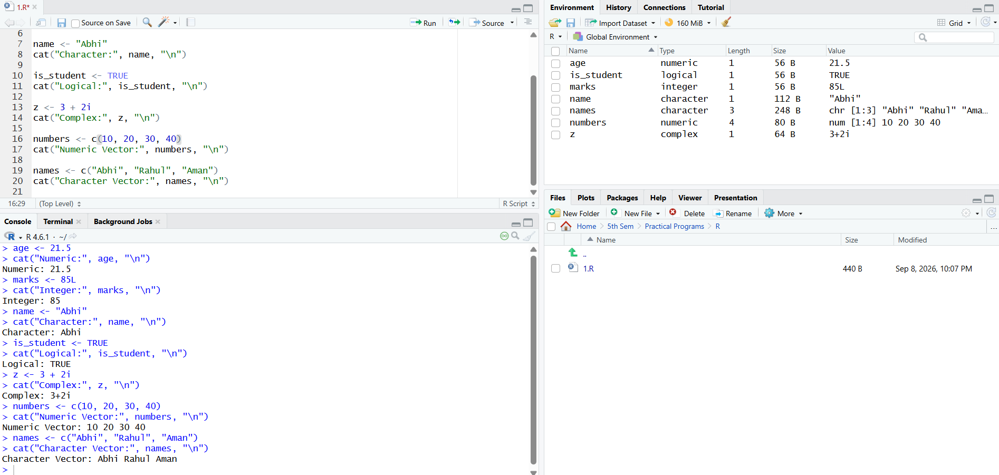 1.R*
Source on Save
Run
Source
6
7 name <- "Abhi"
8 cat("Character:", name, "\n")
9
10 is_student <- TRUE
11 cat("Logical:", is_student, "\n")
12
13 z <- 3 + 2i
14 cat("Complex:", z, "\n")
15
16 numbers <- c(10, 20, 30, 40)
17 cat("Numeric Vector:", numbers, "\n")
18
19 names <- c("Abhi", "Rahul", "Aman")
20 cat("Character Vector:", names, "\n")
21
16:29 (Top Level) R Script
Console Terminal Background Jobs
R 4.6.1 · ~/
> age <- 21.5
> cat("Numeric:", age, "\n")
Numeric: 21.5
> marks <- 85L
> cat("Integer:", marks, "\n")
Integer: 85
> name <- "Abhi"
> cat("Character:", name, "\n")
Character: Abhi
> is_student <- TRUE
> cat("Logical:", is_student, "\n")
Logical: TRUE
> z <- 3 + 2i
> cat("Complex:", z, "\n")
Complex: 3+2i
> numbers <- c(10, 20, 30, 40)
> cat("Numeric Vector:", numbers, "\n")
Numeric Vector: 10 20 30 40
> names <- c("Abhi", "Rahul", "Aman")
> cat("Character Vector:", names, "\n")
Character Vector: Abhi Rahul Aman
>
Environment History Connections Tutorial
Import Dataset 160 MiB Grid
R Global Environment
Name Type Length Size Value
age numeric 1 56 B 21.5
is_student logical 1 56 B TRUE
marks integer 1 56 B 85L
name character 1 112 B "Abhi"
names character 3 248 B chr [1:3] "Abhi" "Rahul" "Ama...
numbers numeric 4 80 B num [1:4] 10 20 30 40
z complex 1 64 B 3+2i
Files Plots Packages Help Viewer Presentation
New Folder New File Delete Rename More
Home 5th Sem Practical Programs R ...
Name Size Modified
..
1.R 440 B Sep 8, 2026, 10:07 PM